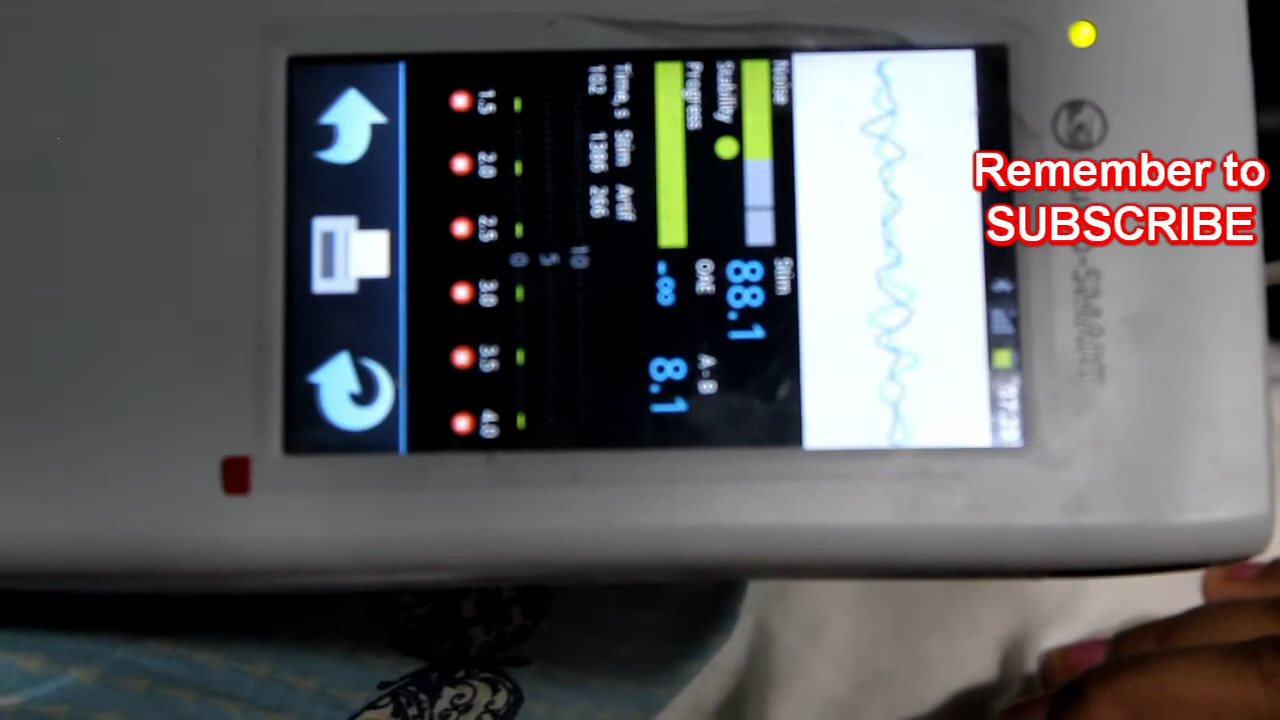 Remember to
SUBSCRIBE
Noise
Stability
Progress
Stim
88.1
OAE
A-B
-∞
8.1
Time, s Stim Artif
102 1386 266
10
5
0
1.5 2.0 2.5 3.0 3.5 4.0